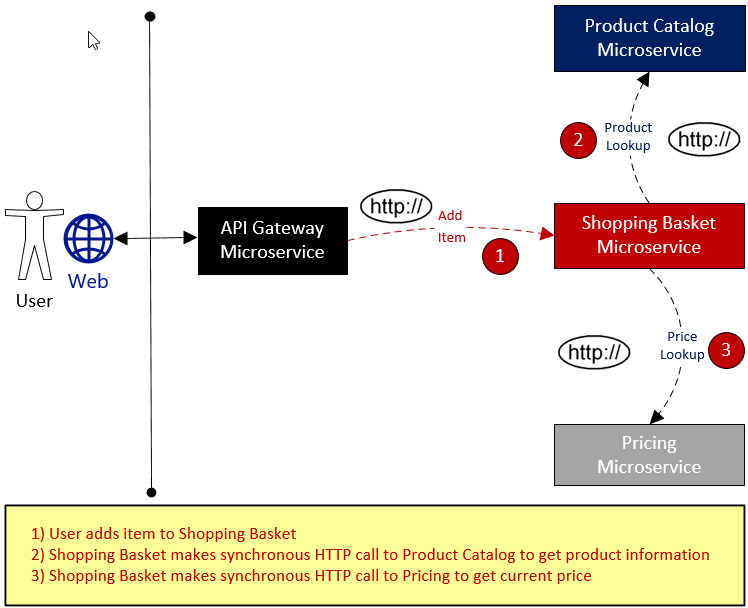 Product Catalog
Microservice
2
Product
Lookup
http://
http://
Add
Item
1
API Gateway
Microservice
Shopping Basket
Microservice
Web
User
http://
Price
Lookup
3
Pricing
Microservice
1) User adds item to Shopping Basket
2) Shopping Basket makes synchronous HTTP call to Product Catalog to get product information
3) Shopping Basket makes synchronous HTTP call to Pricing to get current price